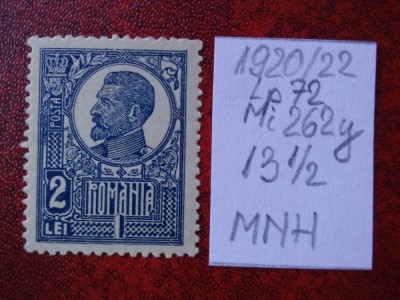 POSTA
2
LEI
ROMANIA
1920/22
Lp 72
Mi 262y
13 1/2
MNH